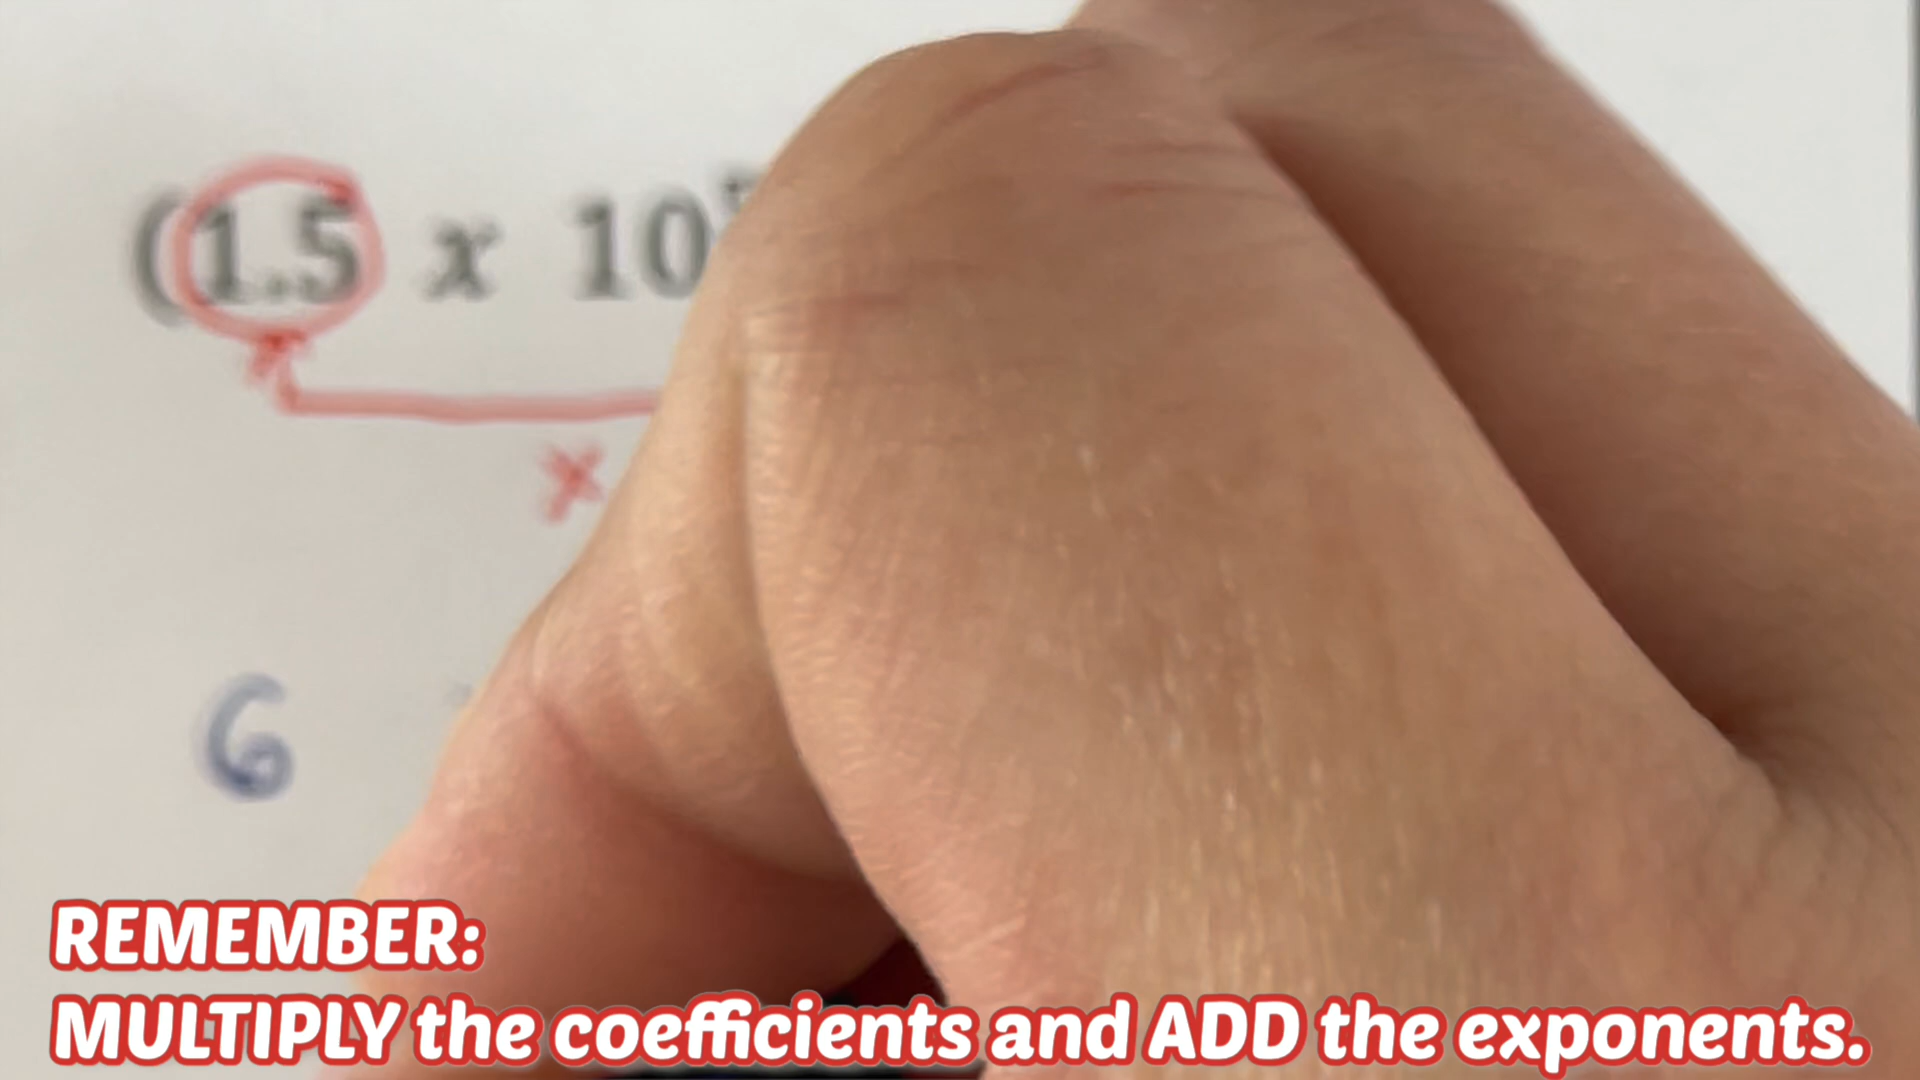 (1.5 x 10
x
6
REMEMBER:
MULTIPLY the coefficients and ADD the exponents.